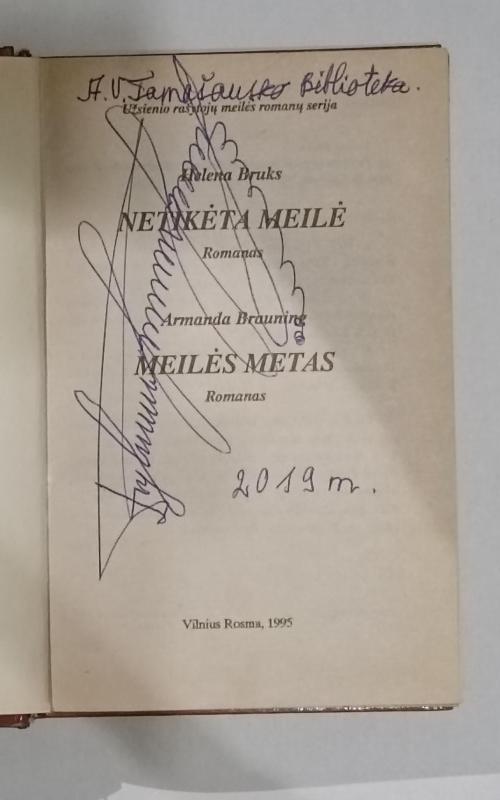 A. V. Tamašausko Biblioteka.
Užsienio rašytojų meilės romanų serija
Helena Bruks
NETIKĖTA MEILĖ
Romanas
Armanda Brauning
MEILĖS METAS
Romanas
2019 m.
Vilnius Rosma, 1995